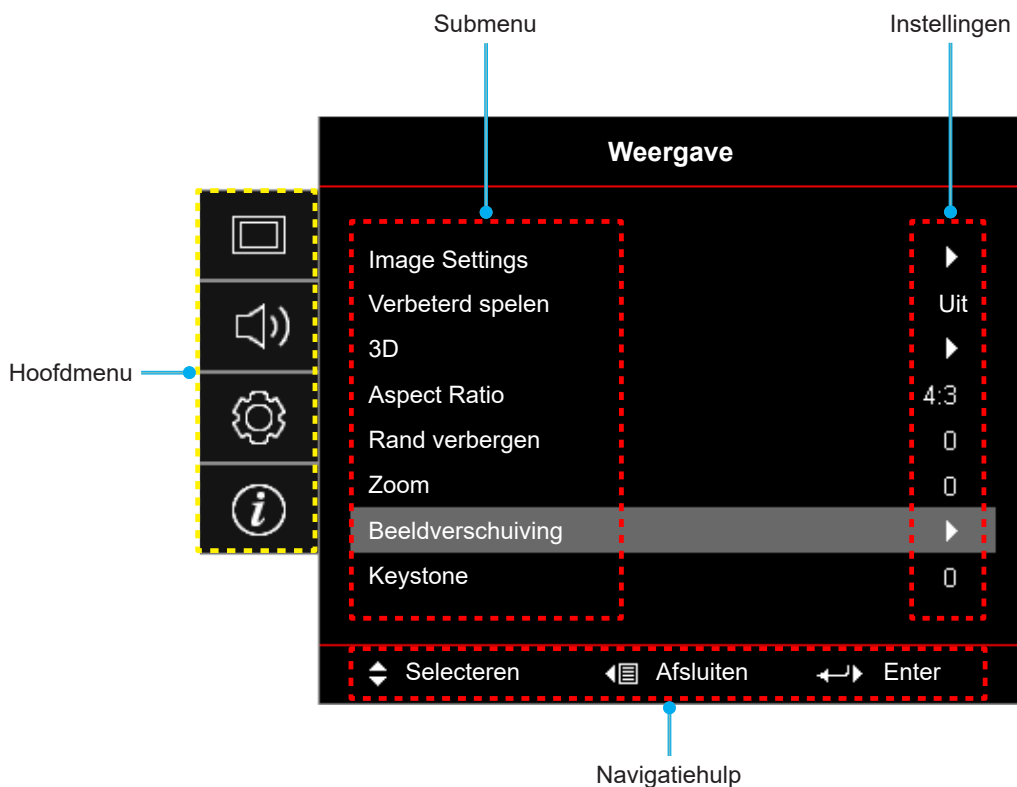 Submenu Instellingen
Weergave
Image Settings
Verbeterd spelen Uit
3D
Hoofdmenu
Aspect Ratio 4:3
Rand verbergen 0
Zoom 0
Beeldverschuiving
Keystone 0
Selecteren Afsluiten Enter
Navigatiehulp